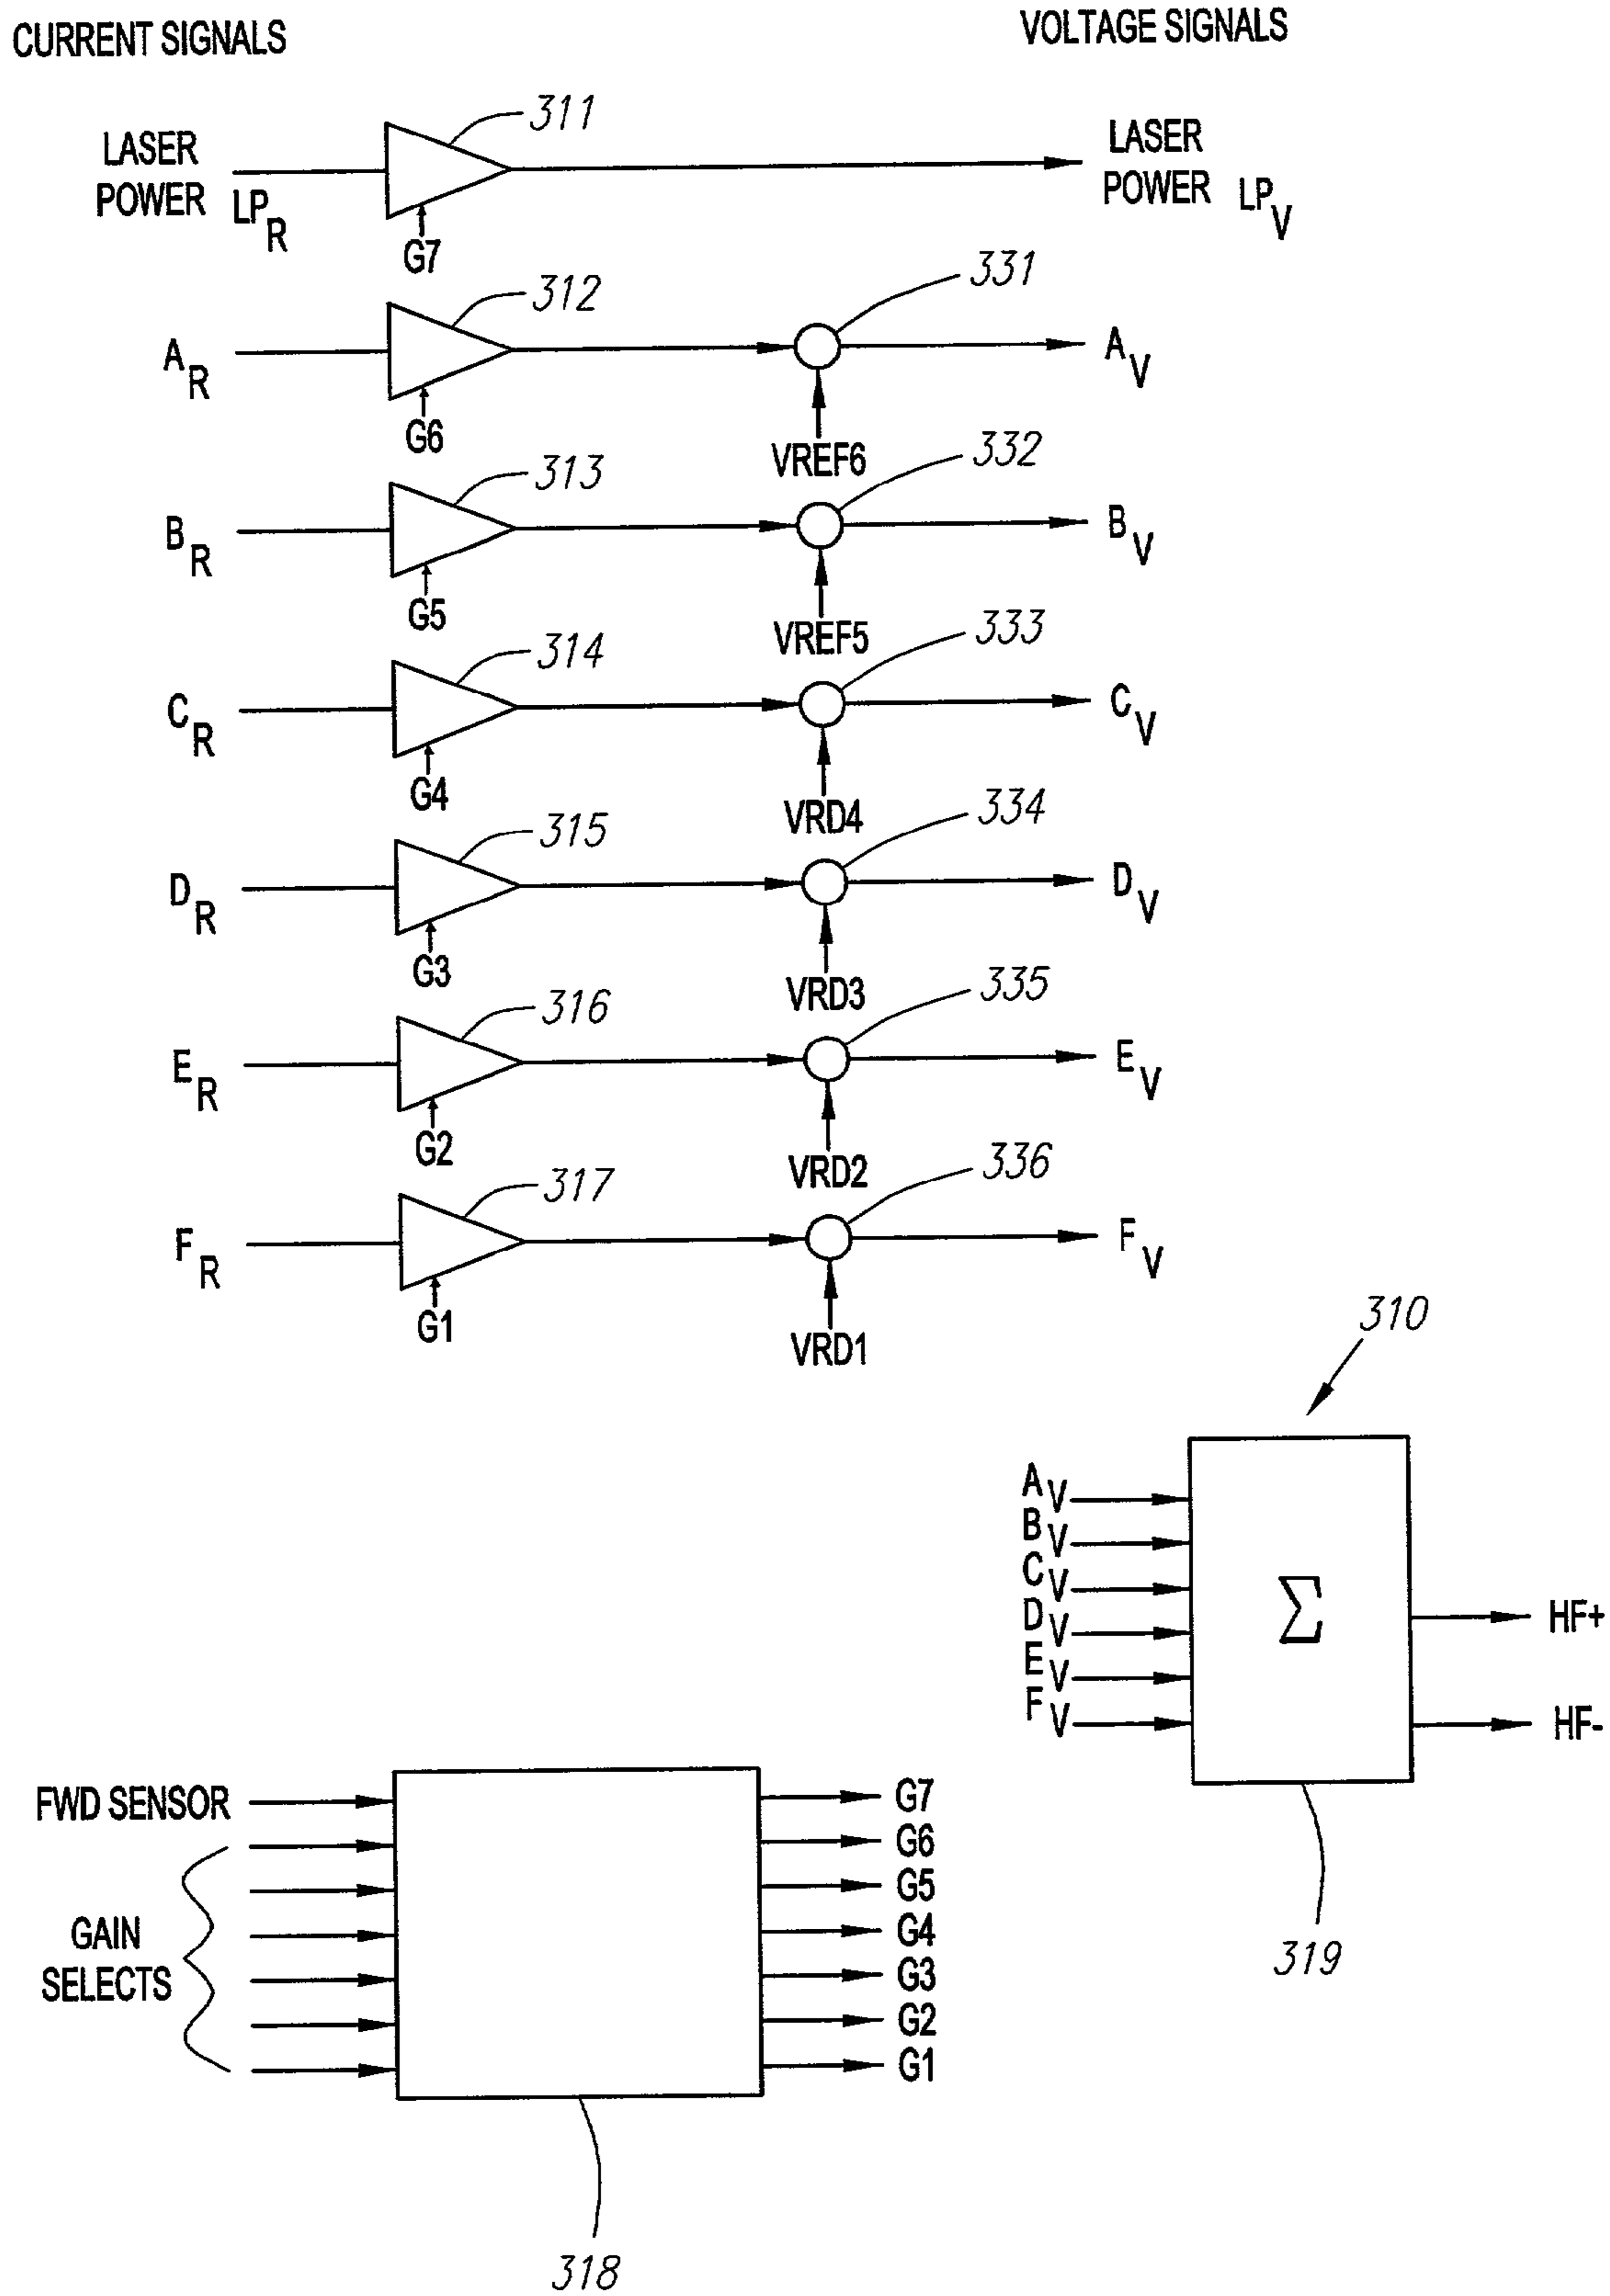 CURRENT SIGNALS
VOLTAGE SIGNALS
311
LASER POWER LP R
G7
LASER POWER LP V
312
331
A R
G6
VREF6
A V
313
332
B R
G5
VREF5
B V
314
333
C R
G4
VRD4
C V
315
334
D R
G3
VRD3
D V
316
335
E R
G2
VRD2
E V
317
336
F R
G1
VRD1
F V
310
A V
B V
C V
D V
E V
F V
Σ
HF+
HF-
319
FWD SENSOR
GAIN
SELECTS
G7
G6
G5
G4
G3
G2
G1
318